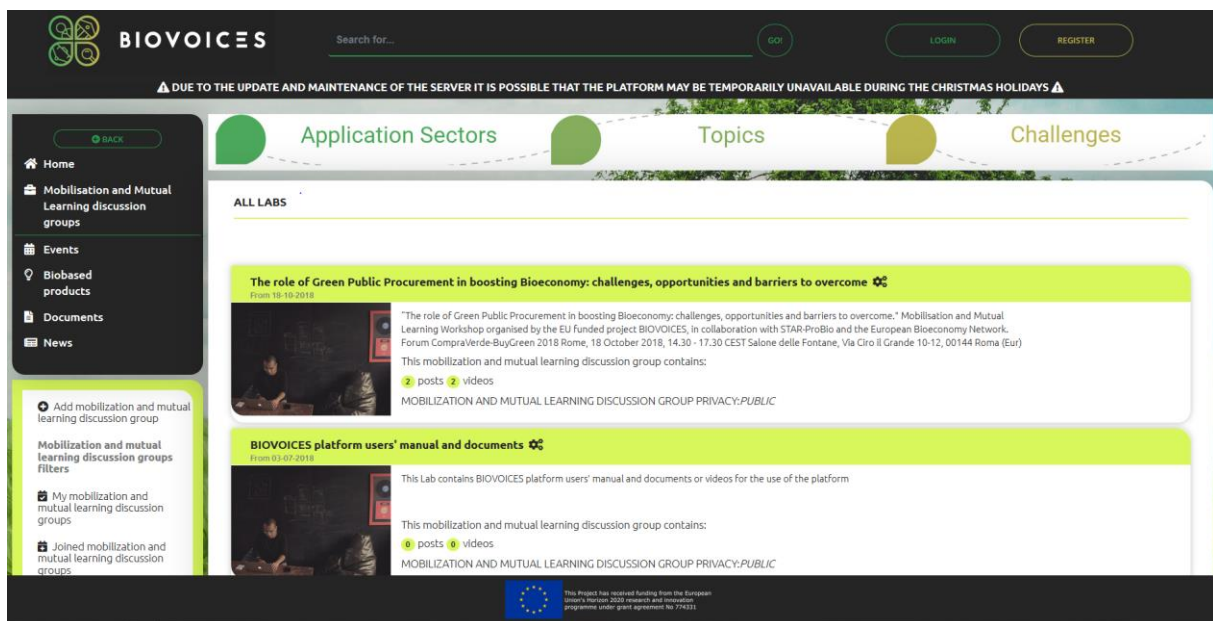 BIOVOICES
Search for...
GO!
LOGIN
REGISTER
DUE TO THE UPDATE AND MAINTENANCE OF THE SERVER IT IS POSSIBLE THAT THE PLATFORM MAY BE TEMPORARILY UNAVAILABLE DURING THE CHRISTMAS HOLIDAYS
BACK
Home
Mobilisation and Mutual
Learning discussion
groups
Events
Biobased
products
Documents
News
Add mobilization and mutual
learning discussion group
Mobilization and mutual
learning discussion groups
filters
My mobilization and
mutual learning discussion
groups
Joined mobilization and
mutual learning discussion
groups
Application Sectors
Topics
Challenges
ALL LABS
The role of Green Public Procurement in boosting Bioeconomy: challenges, opportunities and barriers to overcome
From 18-10-2018
"The role of Green Public Procurement in boosting Bioeconomy: challenges, opportunities and barriers to overcome." Mobilisation and Mutual
Learning Workshop organised by the EU funded project BIOVOICES, in collaboration with STAR-ProBio and the European Bioeconomy Network.
Forum CompraVerde-BuyGreen 2018 Rome, 18 October 2018, 14.30 - 17.30 CEST Salone delle Fontane, Via Ciro il Grande 10-12, 00144 Roma (Eur)
This mobilization and mutual learning discussion group contains:
2 posts 2 videos
MOBILIZATION AND MUTUAL LEARNING DISCUSSION GROUP PRIVACY:PUBLIC
BIOVOICES platform users' manual and documents
From 03-07-2018
This Lab contains BIOVOICES platform users' manual and documents or videos for the use of the platform
This mobilization and mutual learning discussion group contains:
0 posts 0 videos
MOBILIZATION AND MUTUAL LEARNING DISCUSSION GROUP PRIVACY:PUBLIC
This Project has received funding from the European
Union's Horizon 2020 research and innovation
programme under grant agreement No 774331